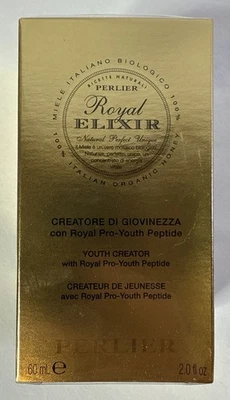 MIELE ITALIANO BIOLOGICO 100%
RICETTE NATURALI
PERLIER
Royal
ELIXIR
Natural Perfect Unique
100% ITALIAN ORGANIC HONEY
CREATORE DI GIOVINEZZA
con Royal Pro-Youth Peptide
YOUTH CREATOR
with Royal Pro-Youth Peptide
CREATEUR DE JEUNESSE
avec Royal Pro-Youth Peptide
PERLIER
60 ml e 2.0 fl oz